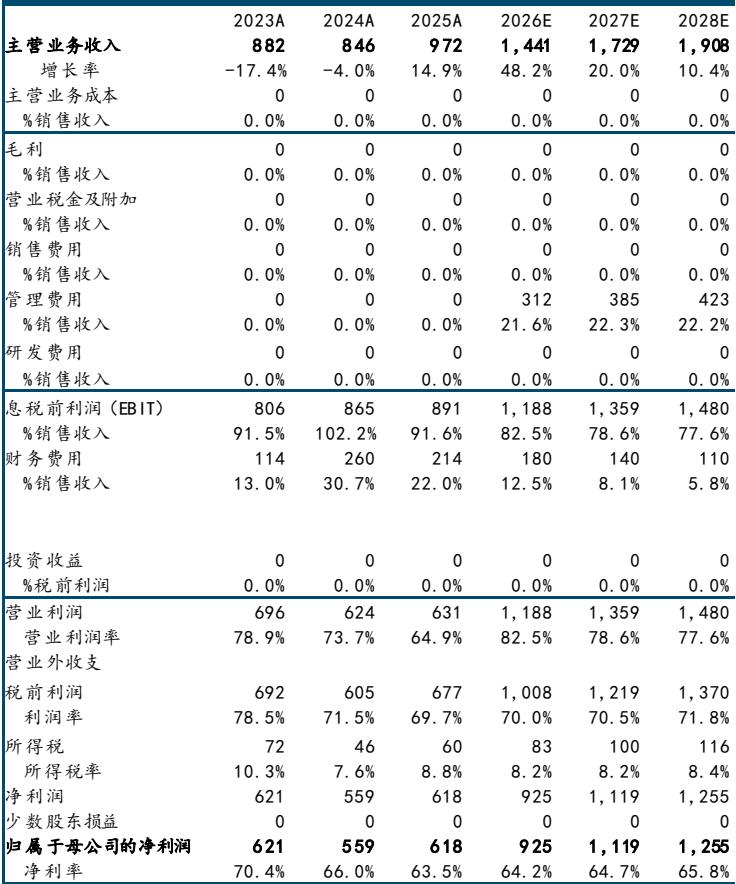 2023A 2024A 2025A 2026E 2027E 2028E
主营业务收入 882 846 972 1,441 1,729 1,908
增长率 -17.4% -4.0% 14.9% 48.2% 20.0% 10.4%
主营业务成本 0 0 0 0 0 0
%销售收入 0.0% 0.0% 0.0% 0.0% 0.0% 0.0%
毛利 0 0 0 0 0 0
%销售收入 0.0% 0.0% 0.0% 0.0% 0.0% 0.0%
营业税金及附加 0 0 0 0 0 0
%销售收入 0.0% 0.0% 0.0% 0.0% 0.0% 0.0%
销售费用 0 0 0 0 0 0
%销售收入 0.0% 0.0% 0.0% 0.0% 0.0% 0.0%
管理费用 0 0 0 312 385 423
%销售收入 0.0% 0.0% 0.0% 21.6% 22.3% 22.2%
研发费用 0 0 0 0 0 0
%销售收入 0.0% 0.0% 0.0% 0.0% 0.0% 0.0%
息税前利润(EBIT) 806 865 891 1,188 1,359 1,480
%销售收入 91.5% 102.2% 91.6% 82.5% 78.6% 77.6%
财务费用 114 260 214 180 140 110
%销售收入 13.0% 30.7% 22.0% 12.5% 8.1% 5.8%
投资收益 0 0 0 0 0 0
%税前利润 0.0% 0.0% 0.0% 0.0% 0.0% 0.0%
营业利润 696 624 631 1,188 1,359 1,480
营业利润率 78.9% 73.7% 64.9% 82.5% 78.6% 77.6%
营业外收支
税前利润 692 605 677 1,008 1,219 1,370
利润率 78.5% 71.5% 69.7% 70.0% 70.5% 71.8%
所得税 72 46 60 83 100 116
所得税率 10.3% 7.6% 8.8% 8.2% 8.2% 8.4%
净利润 621 559 618 925 1,119 1,255
少数股东损益 0 0 0 0 0 0
归属于母公司的净利润 621 559 618 925 1,119 1,255
净利率 70.4% 66.0% 63.5% 64.2% 64.7% 65.8%